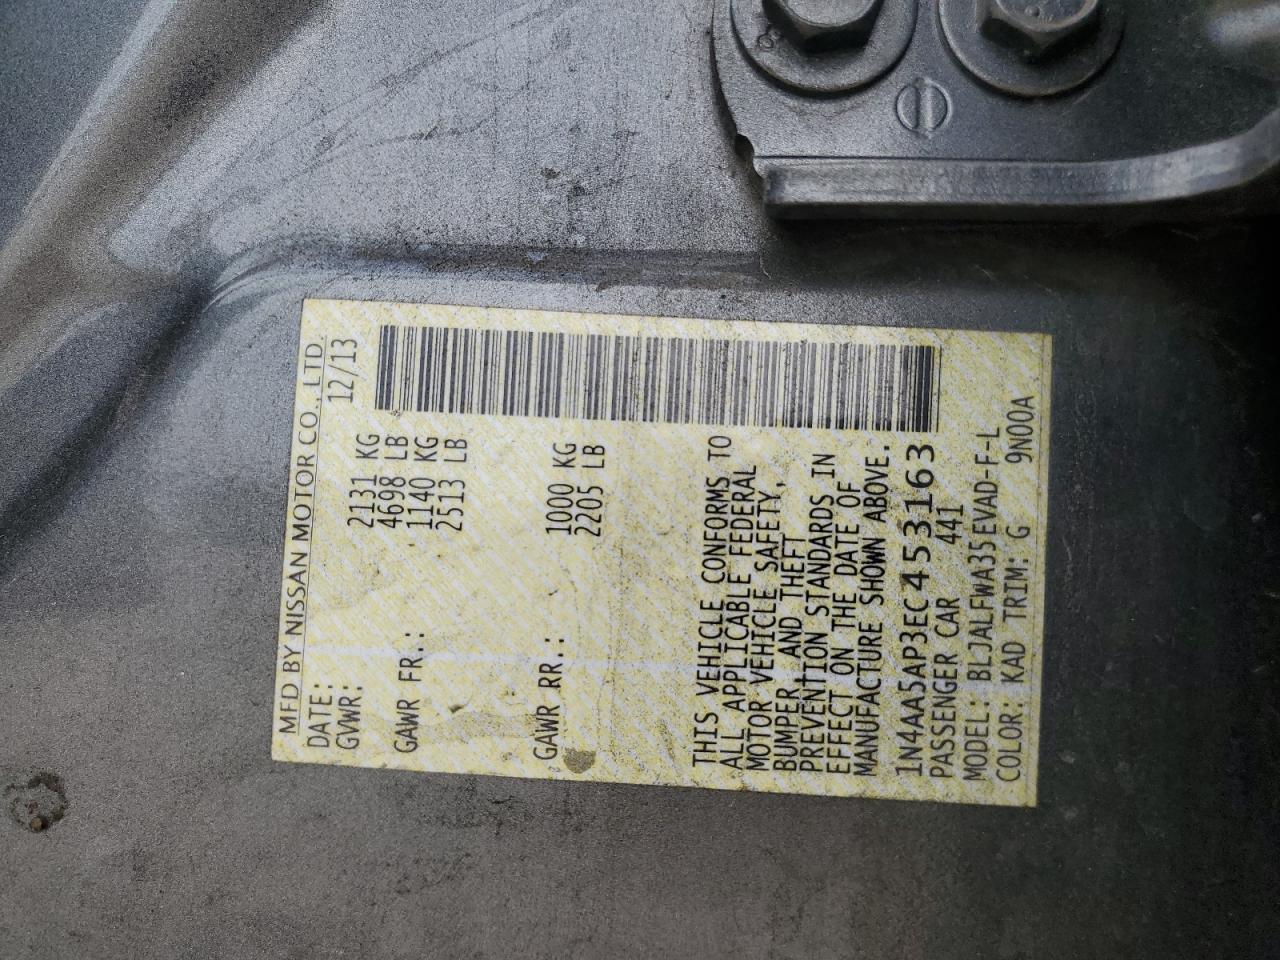 MFD BY NISSAN MOTOR CO., LTD.
DATE: 12/13
GVWR: 2131 KG
4698 LB
GAWR FR.: 1140 KG
2513 LB
GAWR RR.: 1000 KG
2205 LB
THIS VEHICLE CONFORMS TO
ALL APPLICABLE FEDERAL
MOTOR VEHICLE SAFETY,
BUMPER, AND THEFT
PREVENTION STANDARDS IN
EFFECT ON THE DATE OF
MANUFACTURE SHOWN ABOVE.
1N4AA5AP3EC453163
PASSENGER CAR 441
MODEL: BLJALFWA35EVAD-F-L
COLOR: KAD TRIM: G 9N00A